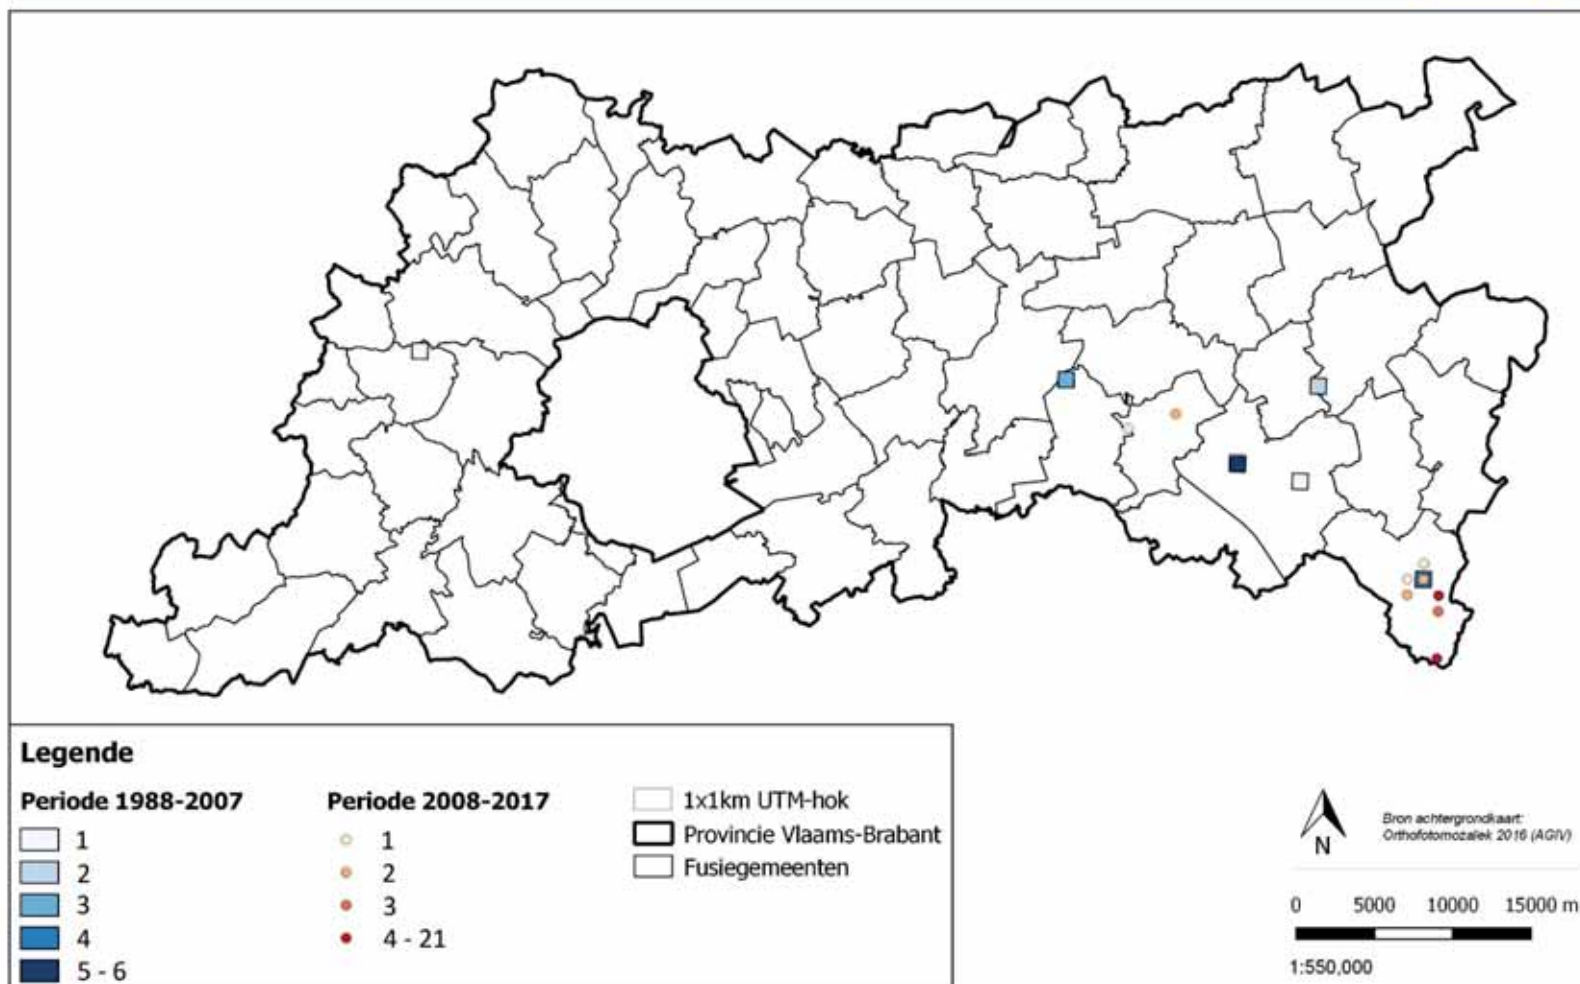 Legende
Periode 1988-2007
1
2
3
4
5 - 6
Periode 2008-2017
1
2
3
4 - 21
1x1km UTM-hok
Provincie Vlaams-Brabant
Fusiegemeenten
N
Bron achtergrondkaart:
Orthofotomozaïek 2016 (AGIV)
0 5000 10000 15000 m
1:550,000